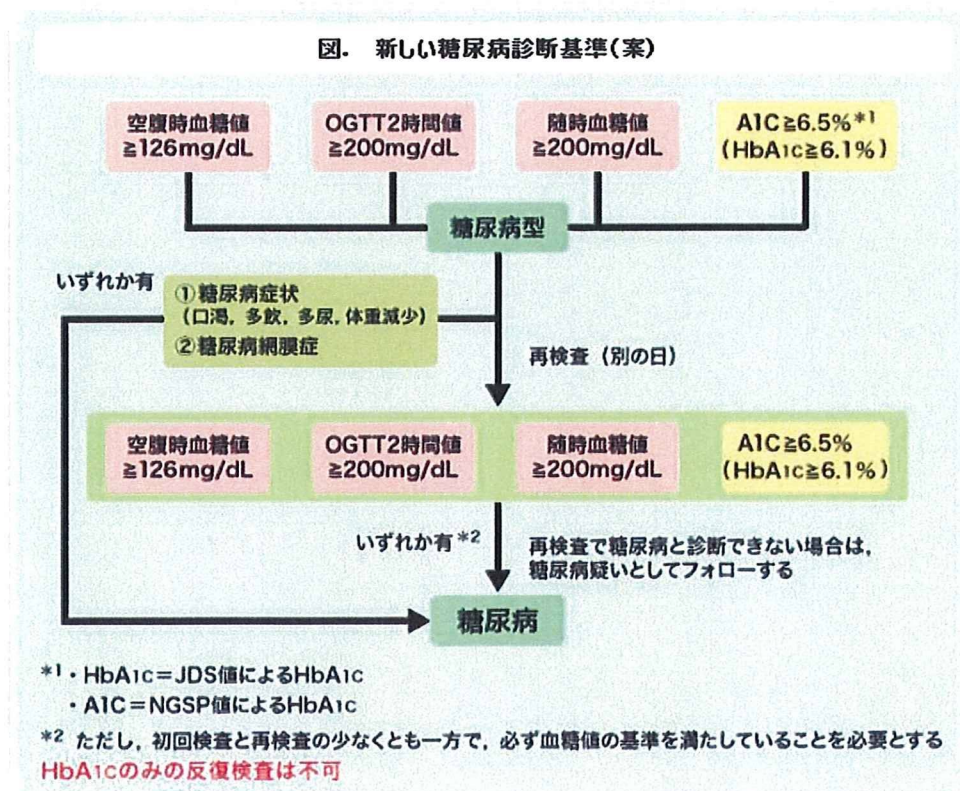 図. 新しい糖尿病診断基準(案)
空腹時血糖値
≧126mg/dL
OGTT2時間値
≧200mg/dL
随時血糖値
≧200mg/dL
A1C≧6.5%*1
(HbA1C≧6.1%)
糖尿病型
いずれか有
①糖尿病症状
(口渇, 多飲, 多尿, 体重減少)
②糖尿病網膜症
再検査 (別の日)
空腹時血糖値
≧126mg/dL
OGTT2時間値
≧200mg/dL
随時血糖値
≧200mg/dL
A1C≧6.5%
(HbA1C≧6.1%)
いずれか有*2
再検査で糖尿病と診断できない場合は,
糖尿病疑いとしてフォローする
糖尿病
*1・HbA1C=JDS値によるHbA1C
・A1C=NGSP値によるHbA1C
*2 ただし, 初回検査と再検査の少なくとも一方で, 必ず血糖値の基準を満たしていることを必要とする
HbA1Cのみの反復検査は不可